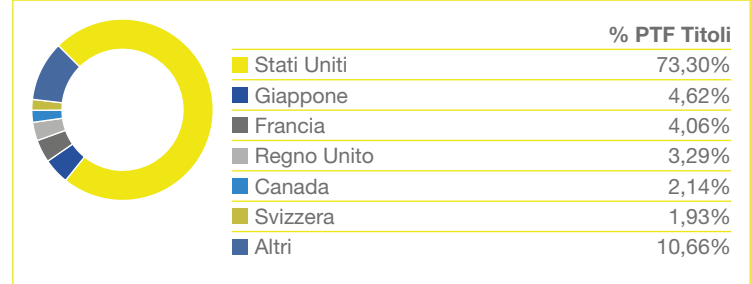 % PTF Titoli
Stati Uniti 73,30%
Giappone 4,62%
Francia 4,06%
Regno Unito 3,29%
Canada 2,14%
Svizzera 1,93%
Altri 10,66%